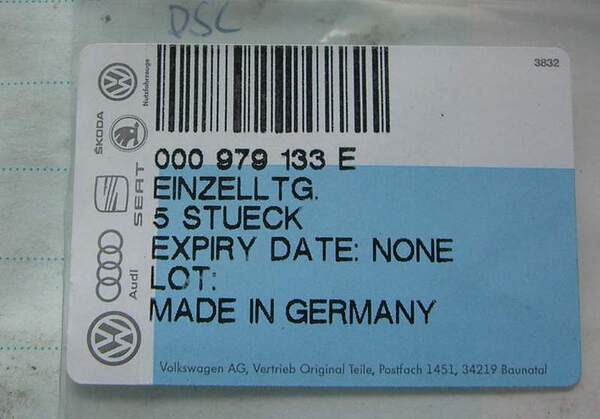 DSC
3832
Nutzfahrzeuge
ŠKODA
SEAT
Audi
000 979 133 E
EINZELLTG.
5 STUECK
EXPIRY DATE: NONE
LOT:
MADE IN GERMANY
Volkswagen AG, Vertrieb Original Teile, Postfach 1451, 34219 Baunatal